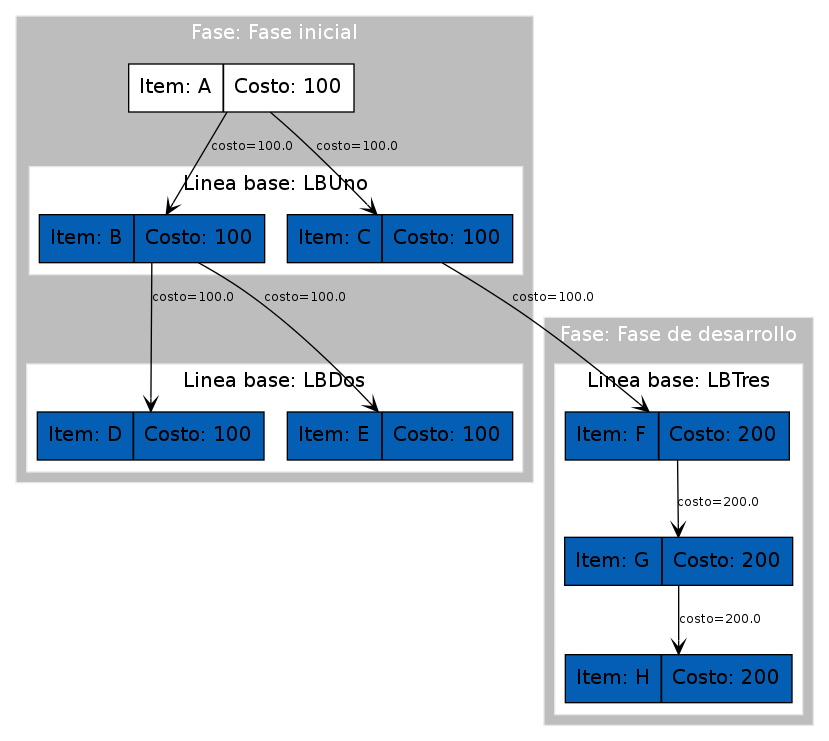 Fase: Fase inicial
Item: A Costo: 100
costo=100.0 costo=100.0
Linea base: LBUno
Item: B Costo: 100 Item: C Costo: 100
costo=100.0 costo=100.0 costo=100.0
Fase: Fase de desarrollo
Linea base: LBDos Linea base: LBTres
Item: D Costo: 100 Item: E Costo: 100 Item: F Costo: 200
costo=200.0
Item: G Costo: 200
costo=200.0
Item: H Costo: 200